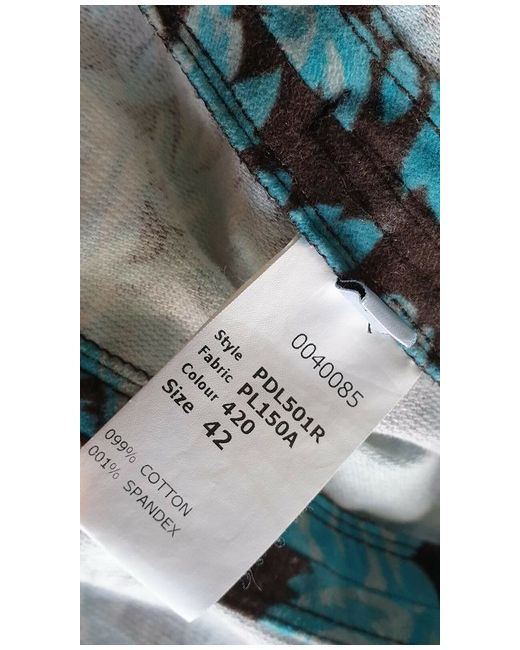 0040085
Style PDL501R
Fabric PL150A
Colour 420
Size 42
099% COTTON
001% SPANDEX